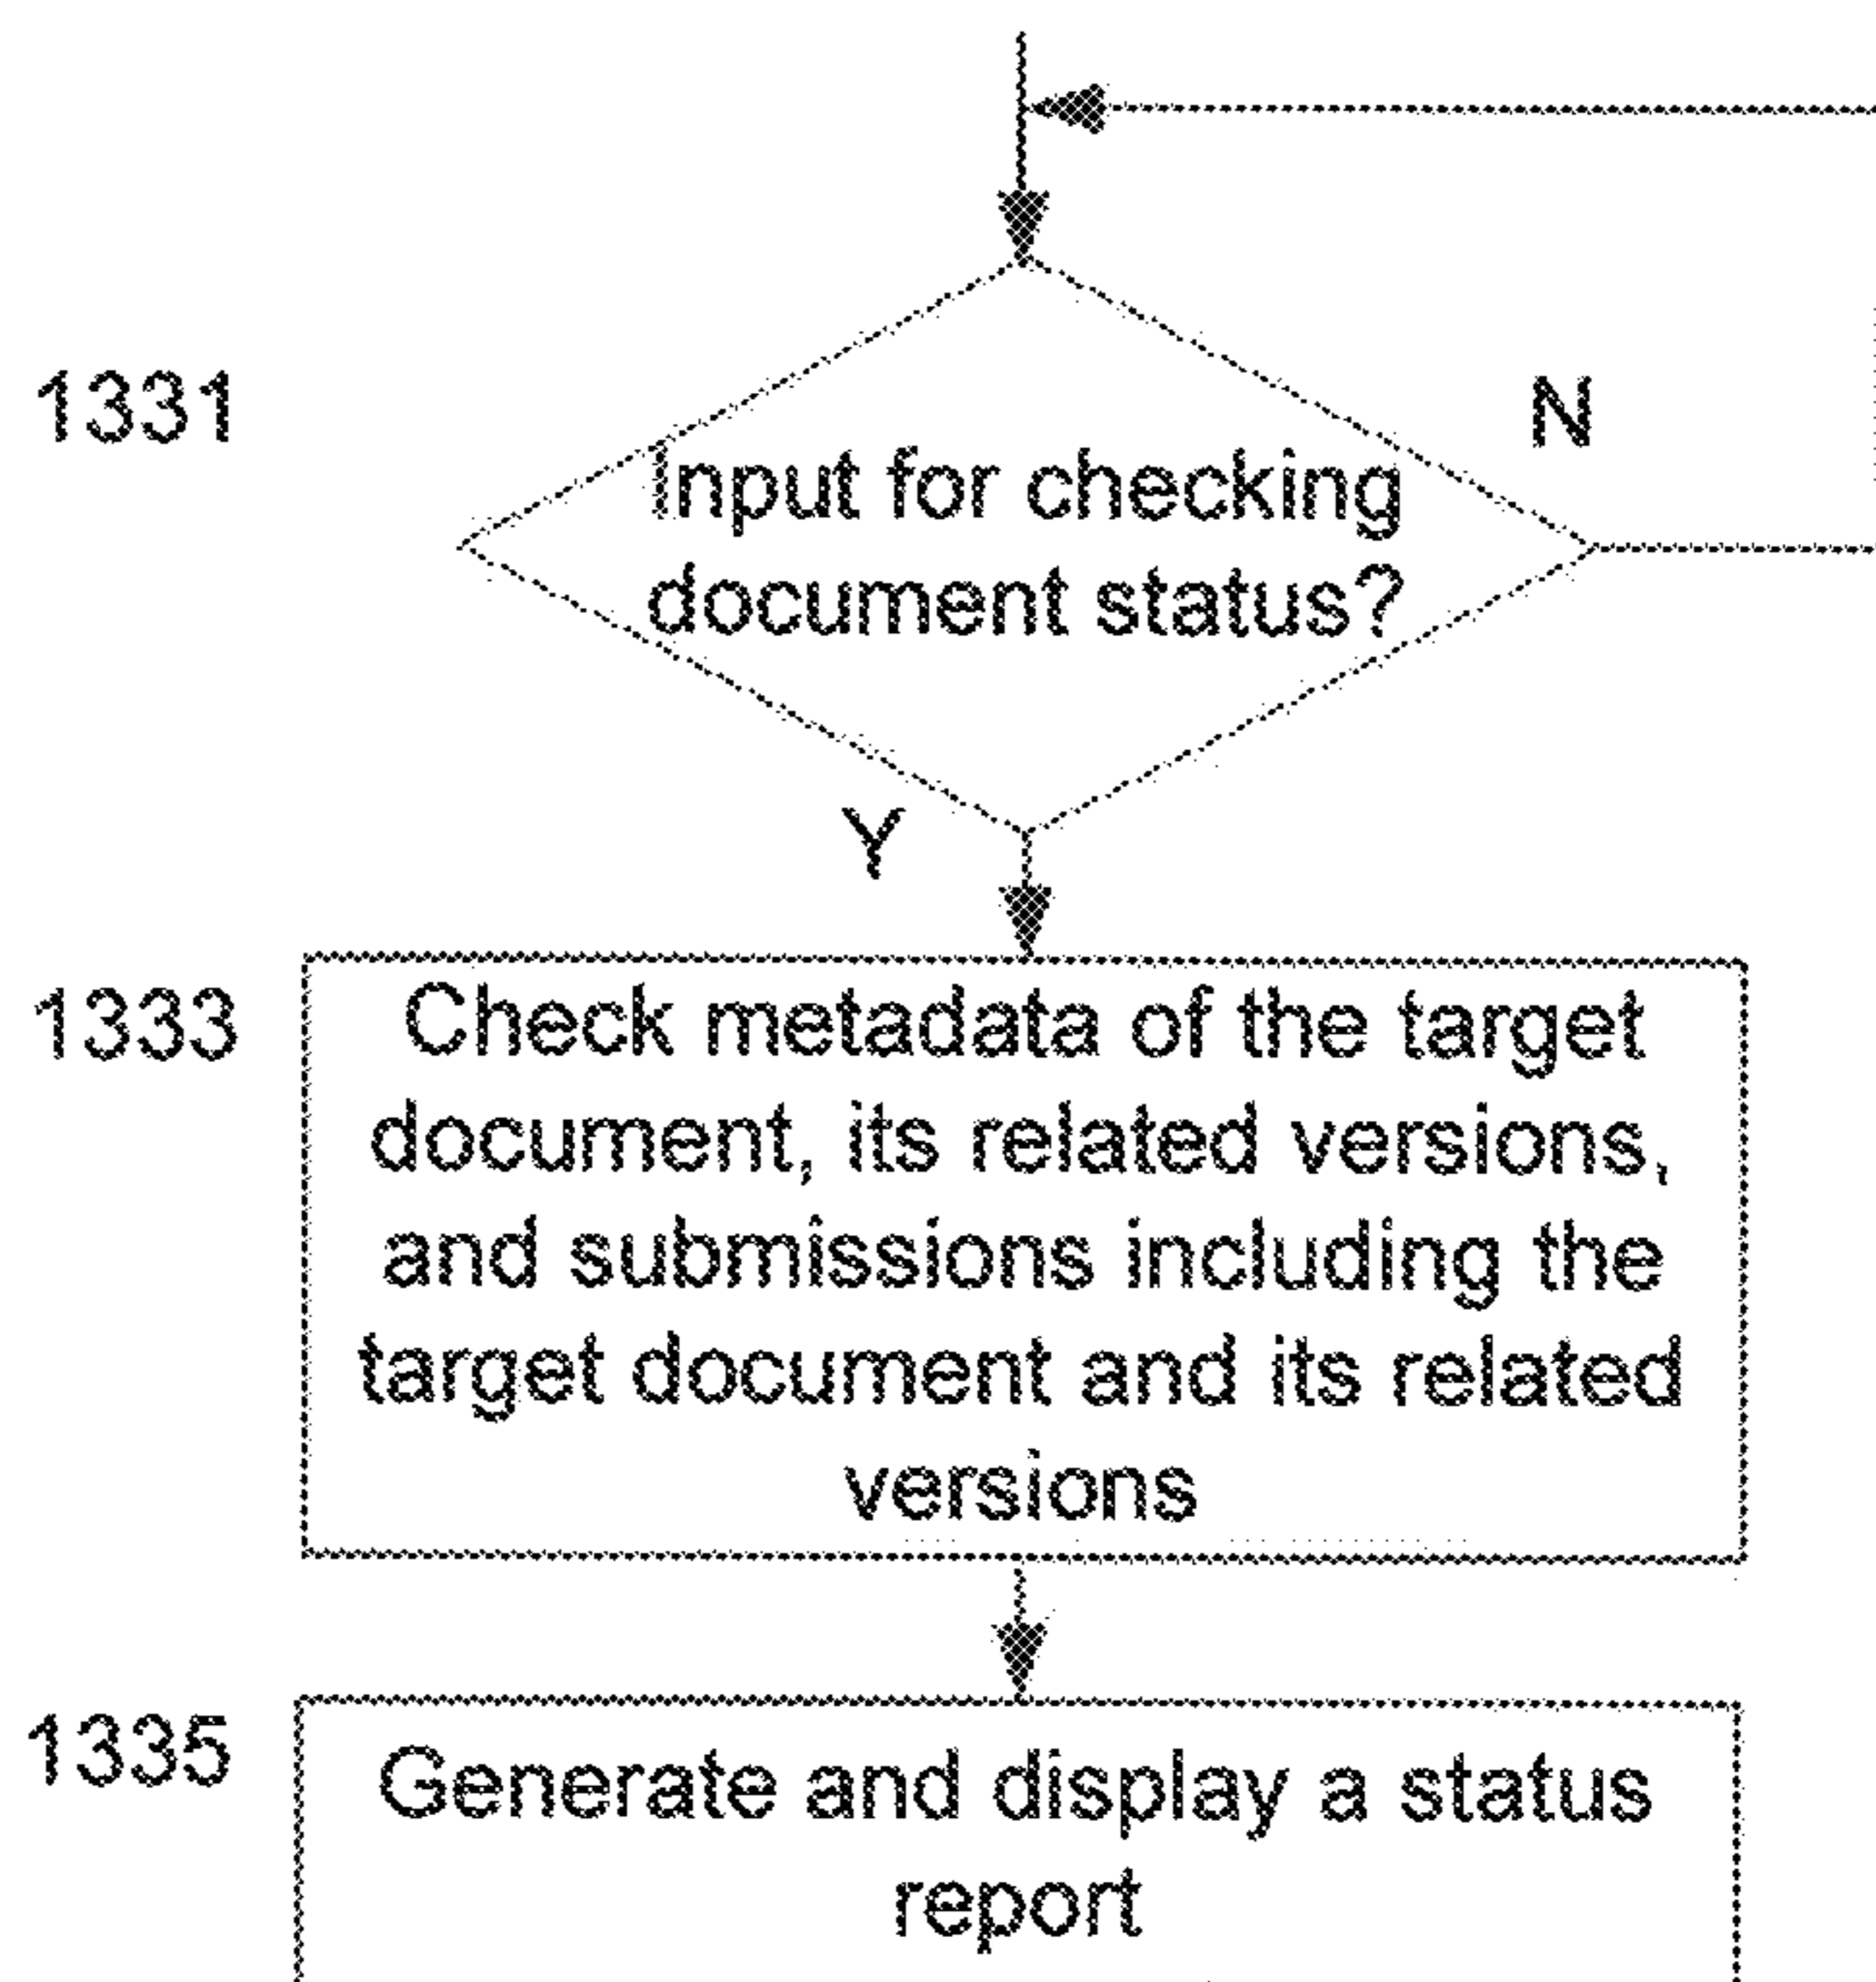 1331
N
Input for checking
document status?
Y
1333
Check metadata of the target
document, its related versions,
and submissions including the
target document and its related
versions
1335
Generate and display a status
report